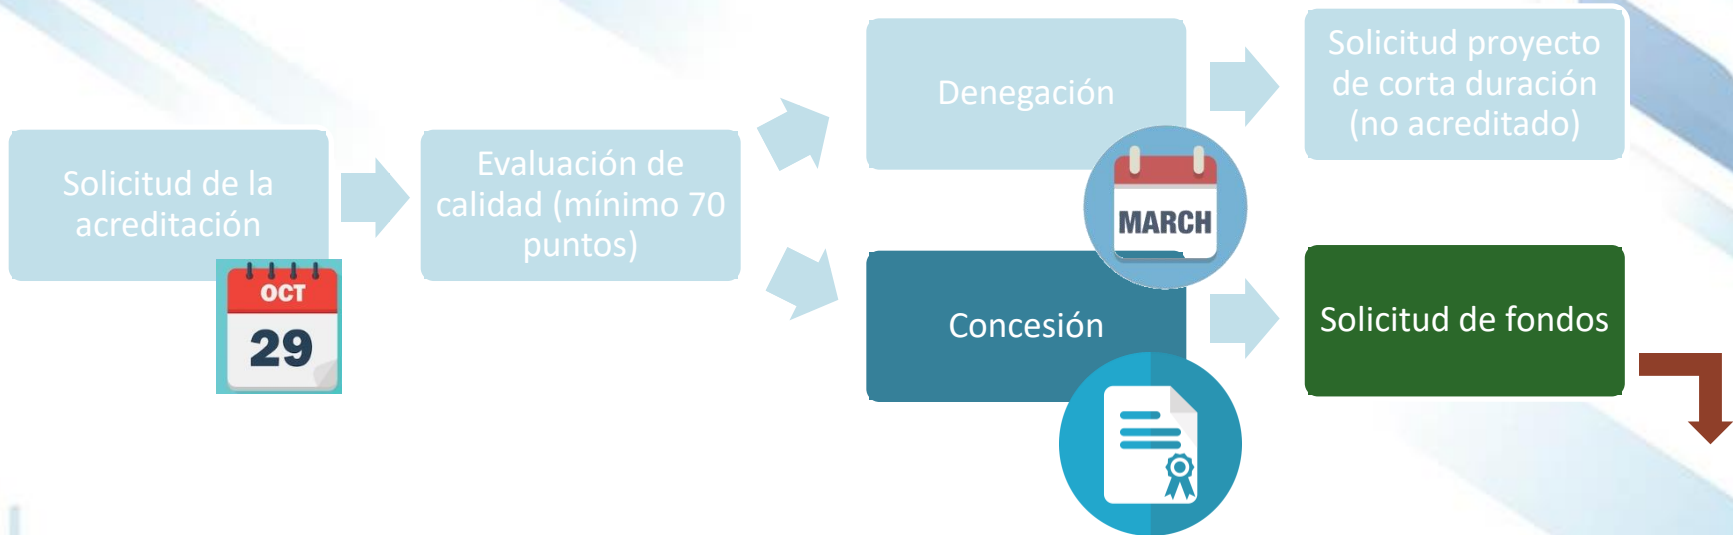 Solicitud de la
acreditación
OCT
29
Evaluación de
calidad (mínimo 70
puntos)
Denegación
MARCH
Solicitud proyecto
de corta duración
(no acreditado)
Concesión
Solicitud de fondos